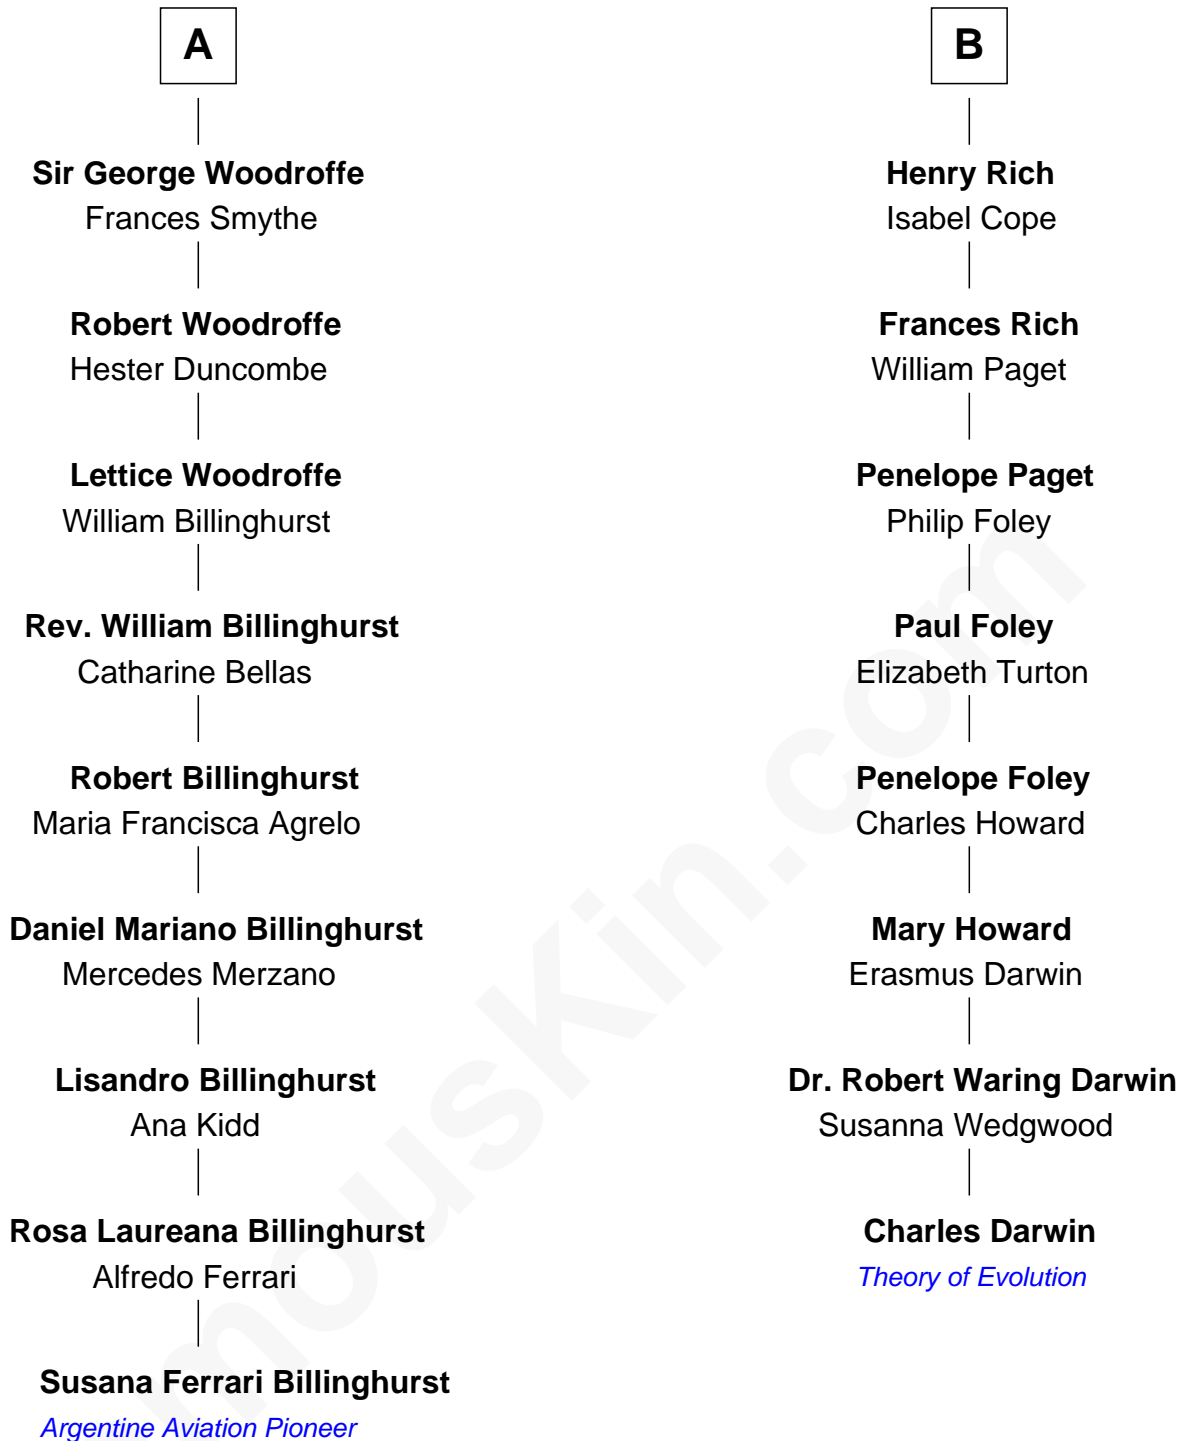 A
Sir George Woodroffe
Frances Smythe
Robert Woodroffe
Hester Duncombe
Lettice Woodroffe
William Billinghurst
Rev. William Billinghurst
Catharine Bellas
Robert Billinghurst
Maria Francisca Agrelo
Daniel Mariano Billinghurst
Mercedes Merzano
Lisandro Billinghurst
Ana Kidd
Rosa Laureana Billinghurst
Alfredo Ferrari
Susana Ferrari Billinghurst
Argentine Aviation Pioneer
B
Henry Rich
Isabel Cope
Frances Rich
William Paget
Penelope Paget
Philip Foley
Paul Foley
Elizabeth Turton
Penelope Foley
Charles Howard
Mary Howard
Erasmus Darwin
Dr. Robert Waring Darwin
Susanna Wedgwood
Charles Darwin
Theory of Evolution
mouskin.com